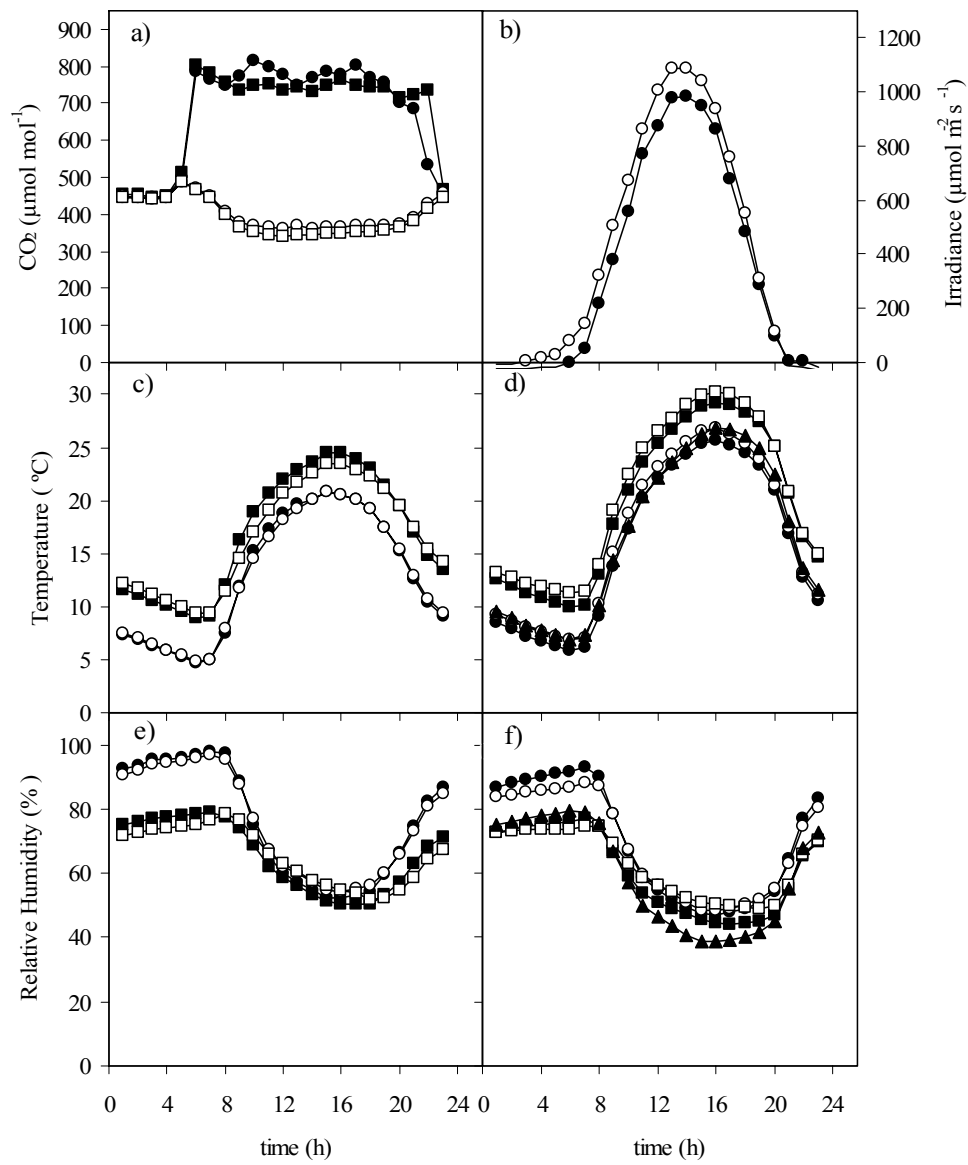 a)
b)
CO2 (µmol mol-1)
900
800
700
600
500
400
300
200
100
0
1200
1000
800
600
400
200
0
Irradiance (µmol m-2 s -1)
c)
d)
Temperature ( ºC)
30
25
20
15
10
5
0
e)
f)
Relative Humidity (% )
100
80
60
40
20
0
0 4 8 12 16 20 24
0 4 8 12 16 20 24
time (h)
time (h)